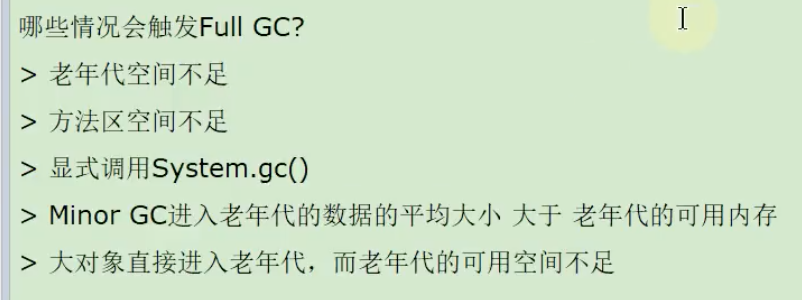 哪些情况会触发Full GC?
> 老年代空间不足
> 方法区空间不足
> 显式调用System.gc()
> Minor GC进入老年代的数据的平均大小 大于 老年代的可用内存
> 大对象直接进入老年代，而老年代的可用空间不足